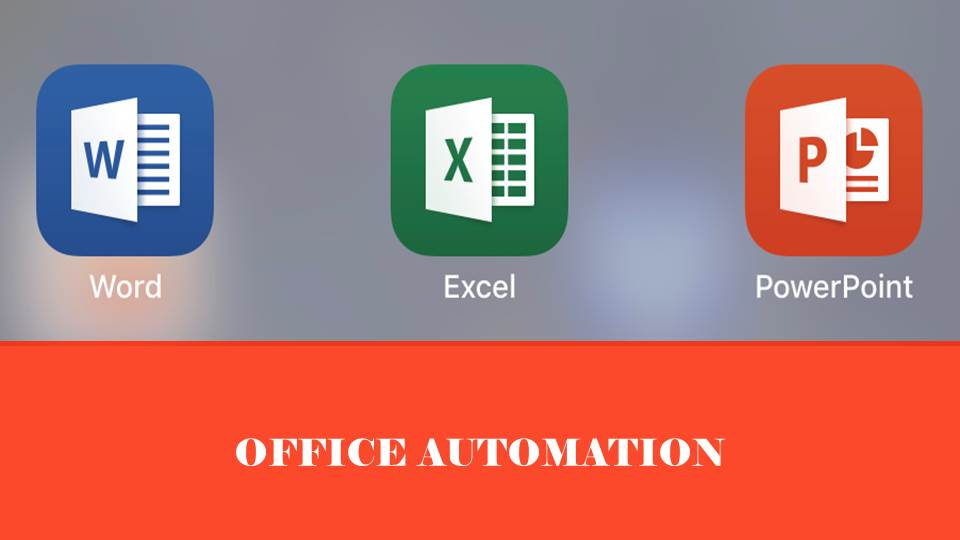 W X P
Word Excel PowerPoint
OFFICE AUTOMATION